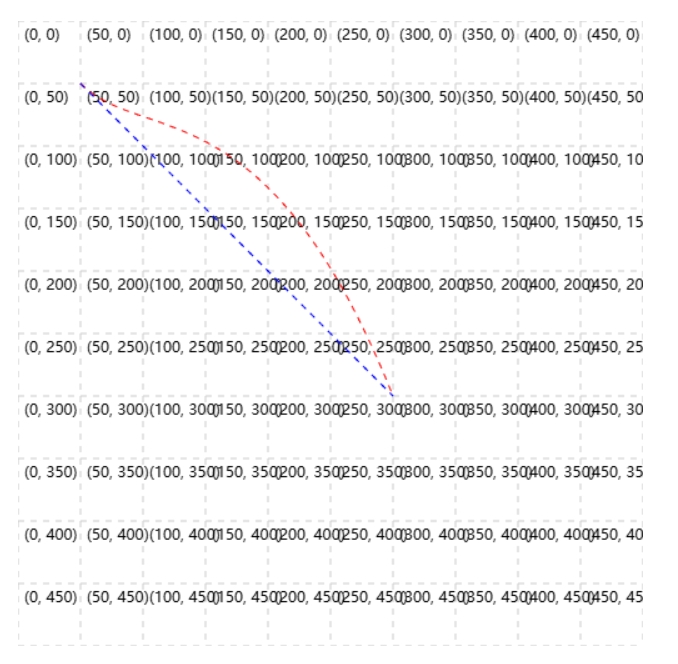 (0, 0) (50, 0) (100, 0) (150, 0) (200, 0) (250, 0) (300, 0) (350, 0) (400, 0) (450, 0)
(0, 50) (50, 50) (100, 50) (150, 50) (200, 50) (250, 50) (300, 50) (350, 50) (400, 50) (450, 50
(0, 100) (50, 100) (100, 100) (150, 100) (200, 100) (250, 100) (300, 100) (350, 100) (400, 100) (450, 10
(0, 150) (50, 150) (100, 150) (150, 150) (200, 150) (250, 150) (300, 150) (350, 150) (400, 150) (450, 15
(0, 200) (50, 200) (100, 200) (150, 200) (200, 200) (250, 200) (300, 200) (350, 200) (400, 200) (450, 20
(0, 250) (50, 250) (100, 250) (150, 250) (200, 250) (250, 250) (300, 250) (350, 250) (400, 250) (450, 25
(0, 300) (50, 300) (100, 300) (150, 300) (200, 300) (250, 300) (300, 300) (350, 300) (400, 300) (450, 30
(0, 350) (50, 350) (100, 350) (150, 350) (200, 350) (250, 350) (300, 350) (350, 350) (400, 350) (450, 35
(0, 400) (50, 400) (100, 400) (150, 400) (200, 400) (250, 400) (300, 400) (350, 400) (400, 400) (450, 40
(0, 450) (50, 450) (100, 450) (150, 450) (200, 450) (250, 450) (300, 450) (350, 450) (400, 450) (450, 45